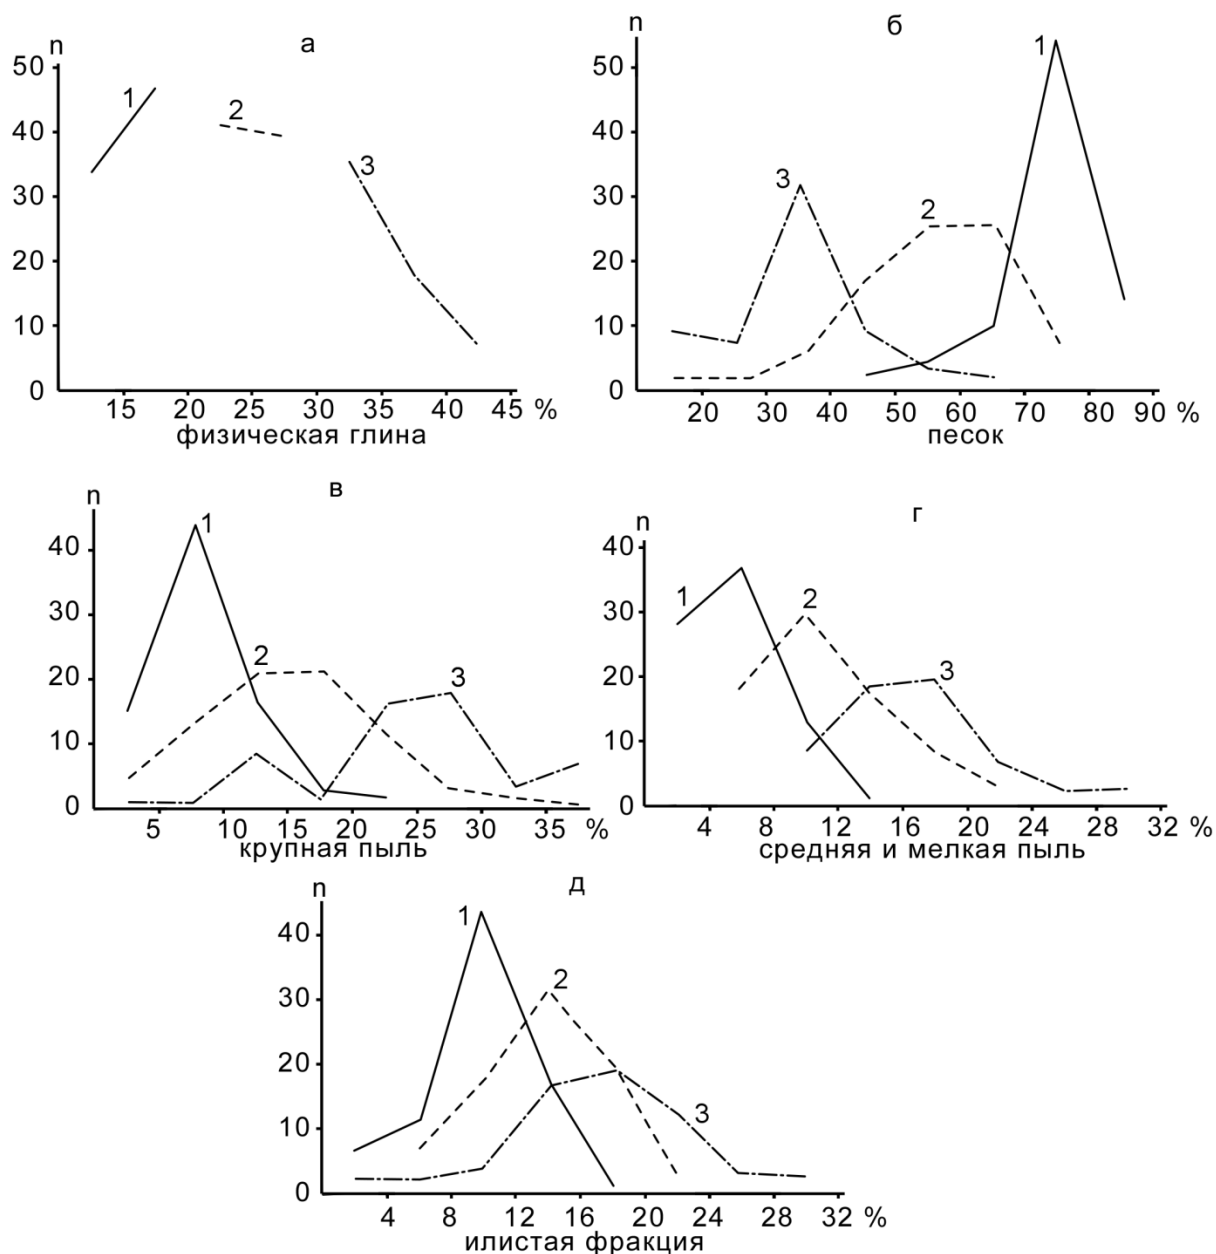 а
n
50
40
30
20
10
0
1
2
3
15 20 25 30 35 40 45 %
физическая глина
б
n
50
40
30
20
10
0
1
2
3
20 30 40 50 60 70 80 90 %
песок
в
n
40
30
20
10
0
1
2
3
5 10 15 20 25 30 35 %
крупная пыль
г
n
40
30
20
10
0
1
2
3
4 8 12 16 20 24 28 32 %
средняя и мелкая пыль
д
n
40
30
20
10
0
1
2
3
4 8 12 16 20 24 28 32 %
илистая фракция